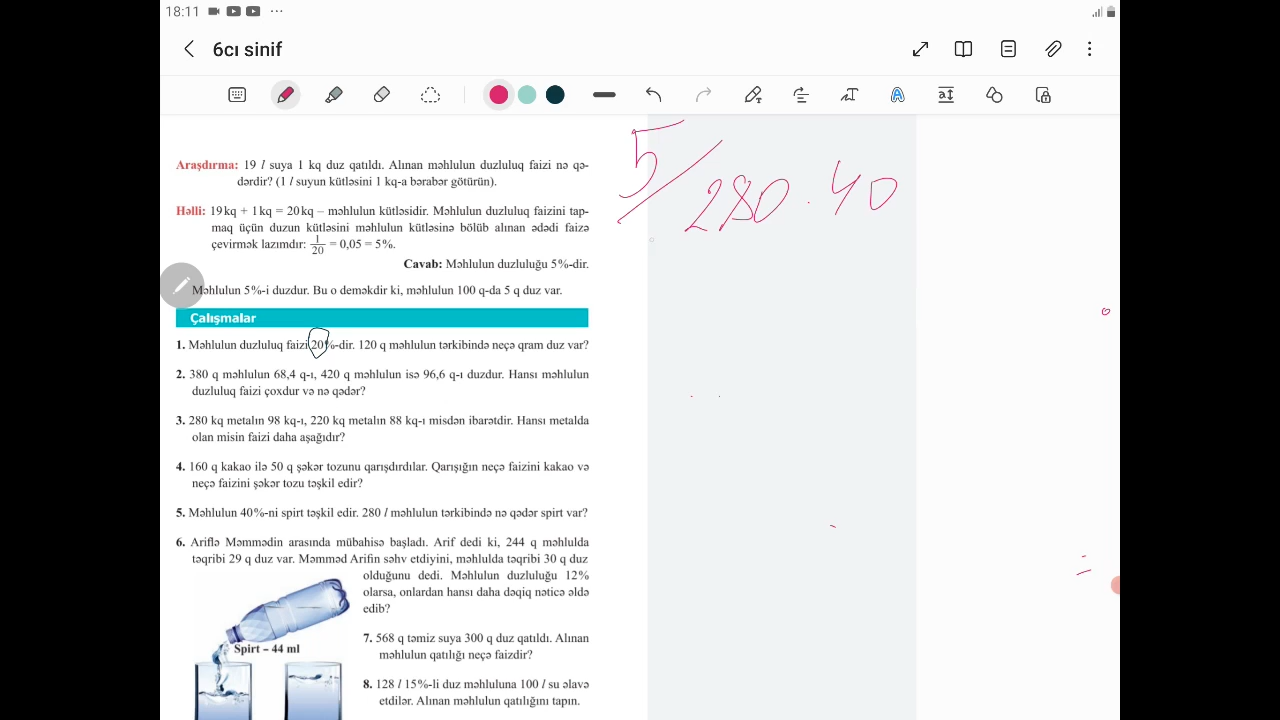 18:11
6cı sinif
Araşdırma: 19 l suya 1 kq duz qatıldı. Alınan məhlulun duzluluq faizi nə qə-
dərdir? (1 l suyun kütləsini 1 kq-a bərabər götürün).
Həlli: 19 kq + 1 kq = 20 kq – məhlulun kütləsidir. Məhlulun duzluluq faizini tap-
maq üçün duzun kütləsini məhlulun kütləsinə bölüb alınan ədədi faizə
çevirmək lazımdır: 1/20 = 0,05 = 5%.
Cavab: Məhlulun duzluluğu 5%-dir.
Məhlulun 5%-i duzdur. Bu o deməkdir ki, məhlulun 100 q-da 5 q duz var.
Çalışmalar
1. Məhlulun duzluluq faizi 20%-dir. 120 q məhlulun tərkibində neçə qram duz var?
2. 380 q məhlulun 68,4 q-ı, 420 q məhlulun isə 96,6 q-ı duzdur. Hansı məhlulun
duzluluq faizi çoxdur və nə qədər?
3. 280 kq metalın 98 kq-ı, 220 kq metalın 88 kq-ı misdən ibarətdir. Hansı metalda
olan misin faizi daha aşağıdır?
4. 160 q kakao ilə 50 q şəkər tozunu qarışdırdılar. Qarışığın neçə faizini kakao və
neçə faizini şəkər tozu təşkil edir?
5. Məhlulun 40%-ni spirt təşkil edir. 280 l məhlulun tərkibində nə qədər spirt var?
6. Ariflə Məmmədin arasında mübahisə başladı. Arif dedi ki, 244 q məhlulda
təqribi 29 q duz var. Məmməd Arifin səhv etdiyini, məhlulda təqribi 30 q duz
olduğunu dedi. Məhlulun duzluluğu 12%
olarsa, onlardan hansı daha dəqiq nəticə əldə
edib?
Spirt – 44 ml
7. 568 q təmiz suya 300 q duz qatıldı. Alınan
məhlulun qatılığı neçə faizdir?
8. 128 l 15%-li duz məhluluna 100 l su əlavə
etdilər. Alınan məhlulun qatılığını tapın.
5/ 280 · 40